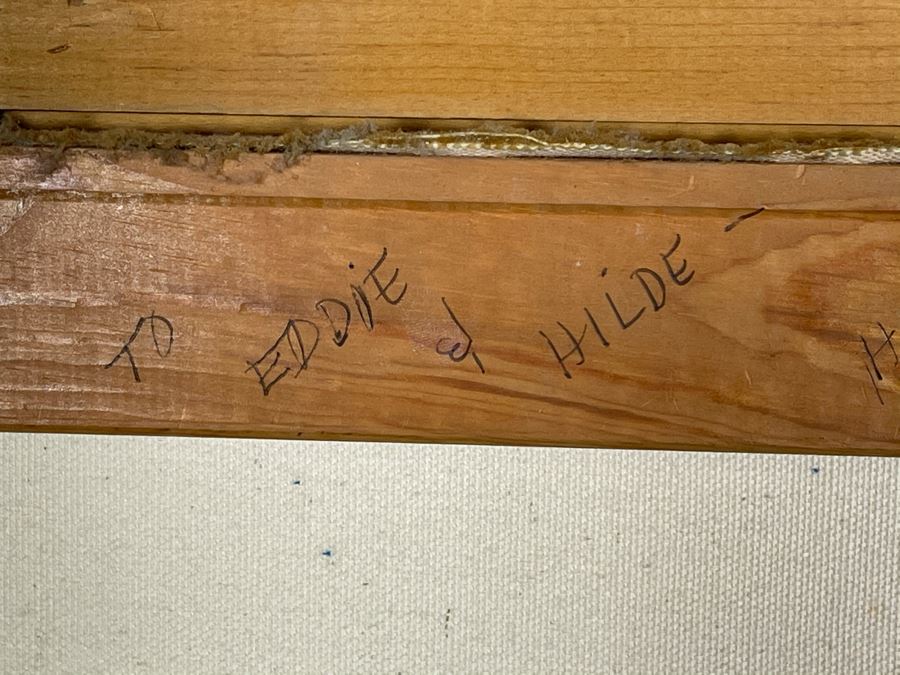 TO EDDIE & HILDE - H